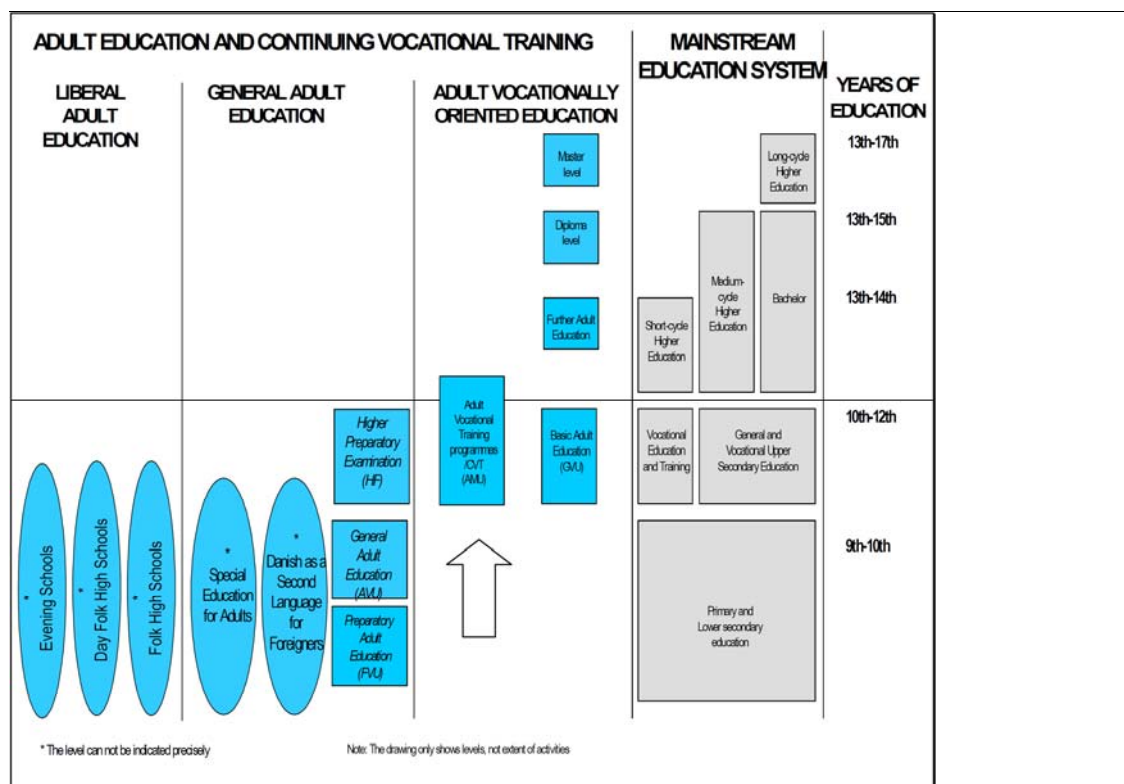 ADULT EDUCATION AND CONTINUING VOCATIONAL TRAINING
MAINSTREAM
EDUCATION SYSTEM
YEARS OF
EDUCATION
LIBERAL
ADULT
EDUCATION
GENERAL ADULT
EDUCATION
ADULT VOCATIONALLY
ORIENTED EDUCATION
Master
level
Long-cycle
Higher
Education
13th-17th
Diploma
level
13th-15th
Medium-
cycle
Higher
Education
Bachelor
13th-14th
Further Adult
Education
Short-cycle
Higher
Education
Higher
Preparatory
Examination
(HF)
Adult
Vocational
Training
programmes
/CVT
(AMU)
Basic Adult
Education
(GVU)
Vocational
Education
and Training
General and
Vocational Upper
Secondary Education
10th-12th
* Evening Schools
* Day Folk High Schools
* Folk High Schools
*
Special
Education
for Adults
*
Danish as a
Second
Language
for
Foreigners
General
Adult
Education
(AVU)
Preparatory
Adult
Education
(FVU)
9th-10th
Primary and
Lower secondary
education
* The level can not be indicated precisely
Note: The drawing only shows levels, not extent of activities